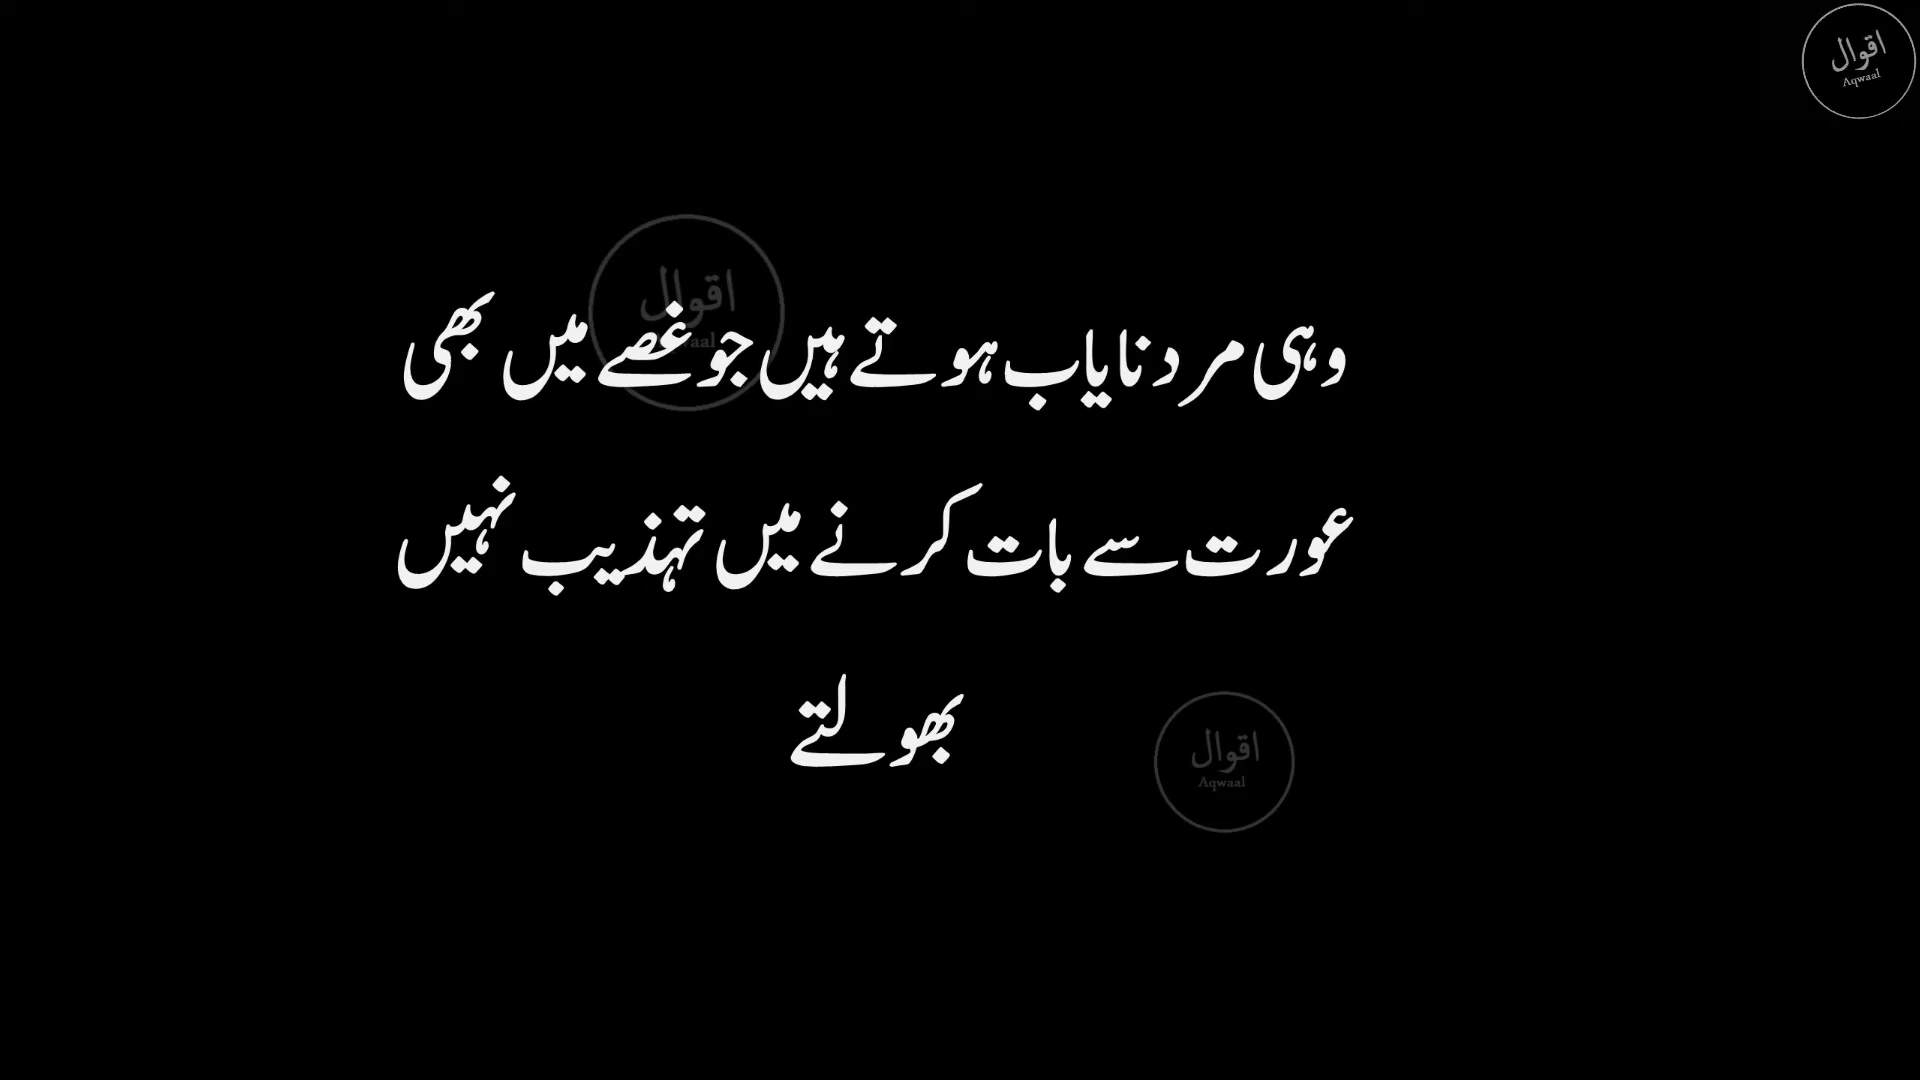 اقوال
Aqwaal
اقوال
وہی مرد نایاب ہوتے ہیں جو غصے میں بھی
عورت سے بات کرنے میں تہذیب نہیں
بھولتے
اقوال
Aqwaal